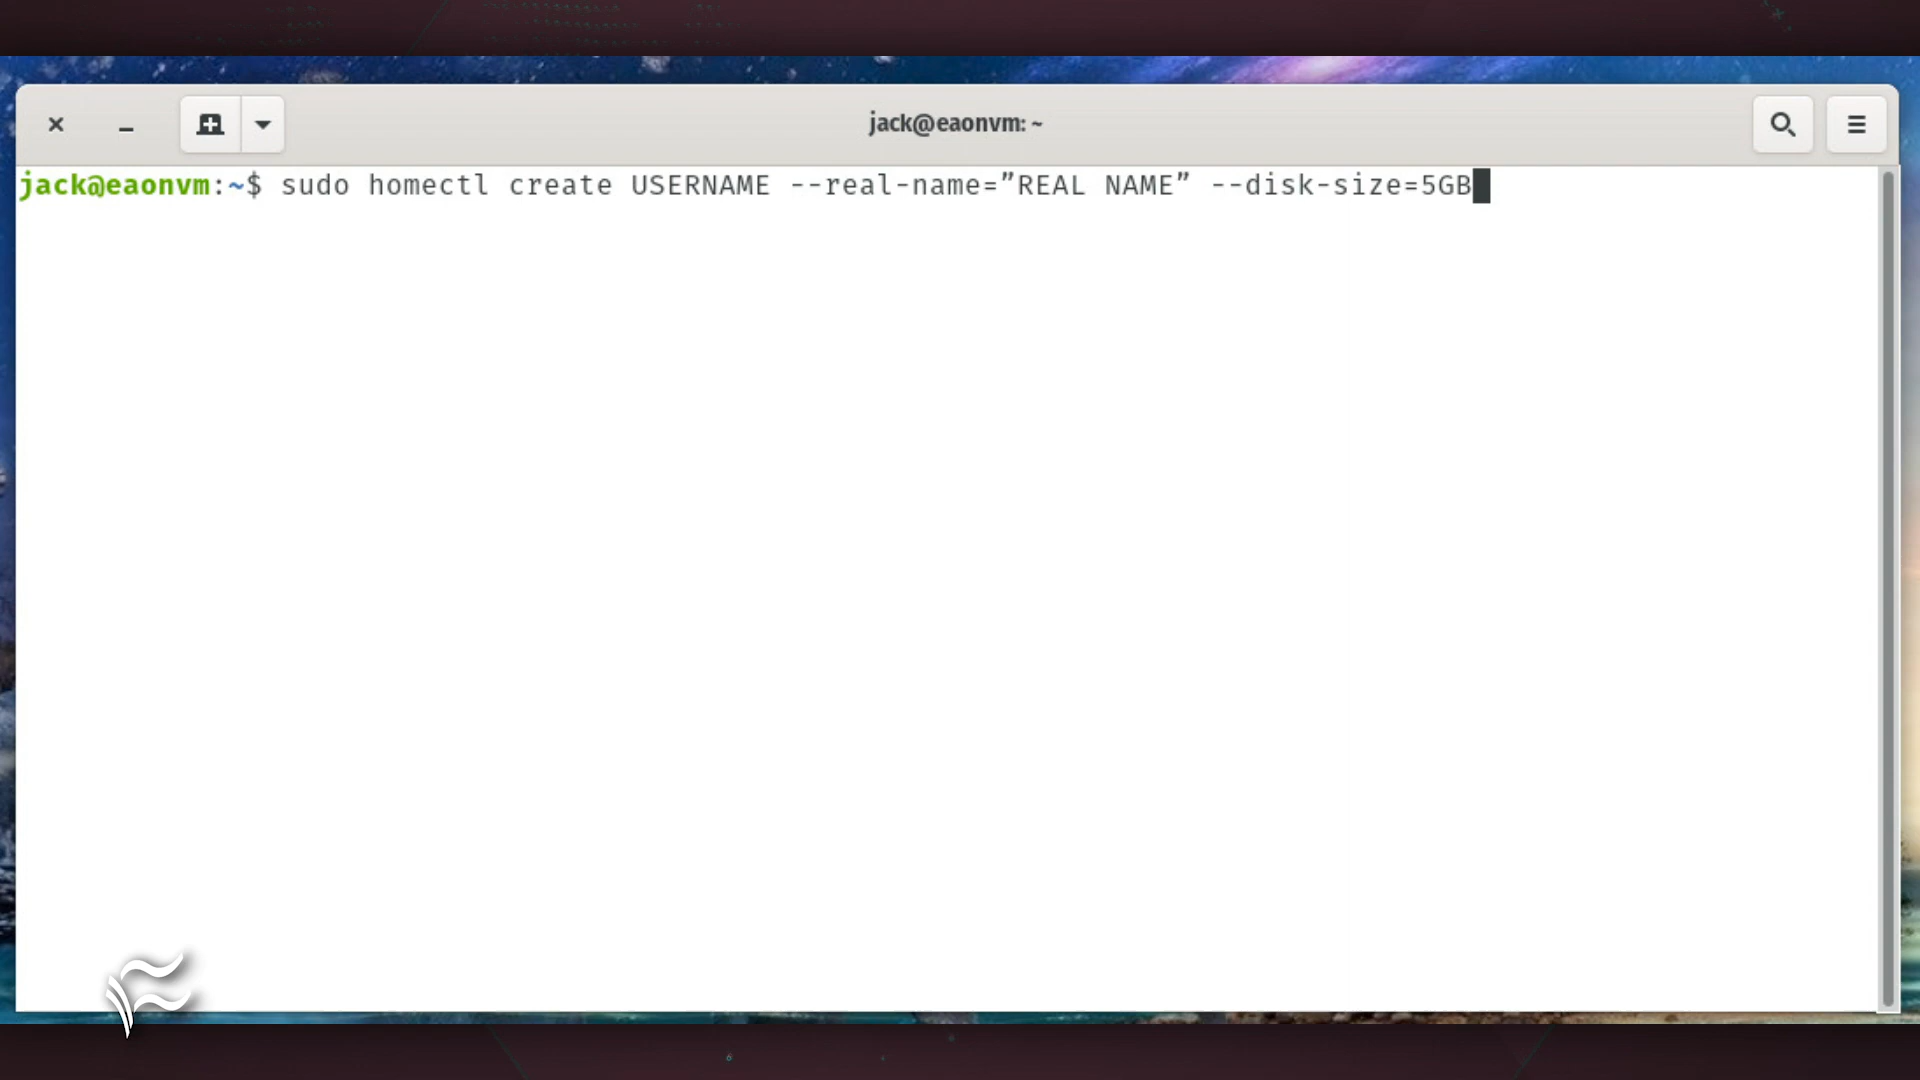 jack@eaonvm: ~
jack@eaonvm:~$ sudo homectl create USERNAME --real-name=”REAL NAME” --disk-size=5GB